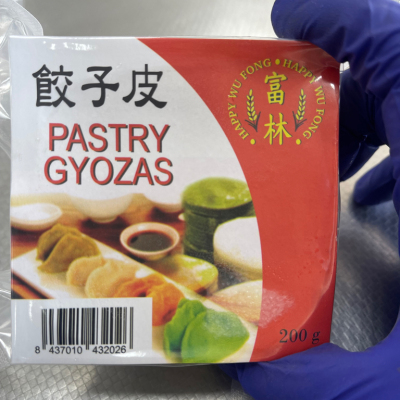 餃子皮
PASTRY
GYOZAS
HAPPY WU FONG • HAPPY WU FONG •
富
林
200 g
8 437010 432026